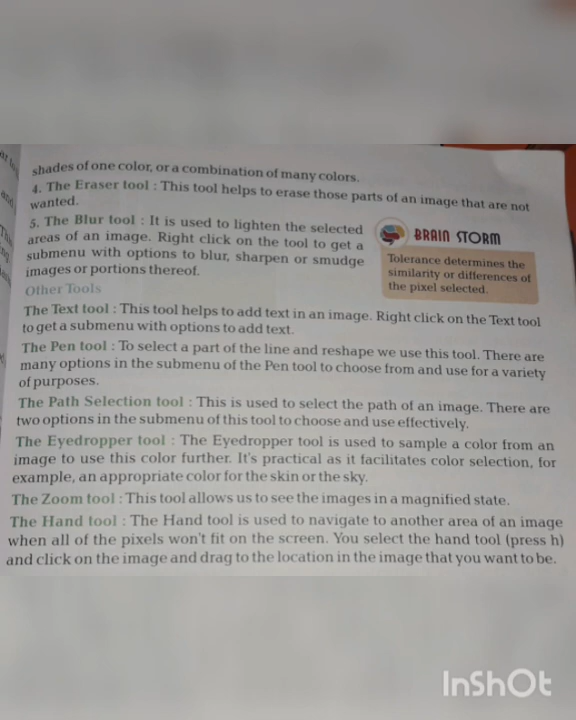 shades of one color, or a combination of many colors.
4. The Eraser tool : This tool helps to erase those parts of an image that are not
wanted.
5. The Blur tool : It is used to lighten the selected
areas of an image. Right click on the tool to get a
submenu with options to blur, sharpen or smudge
images or portions thereof.
BRAIN STORM
Tolerance determines the
similarity or differences of
the pixel selected.
Other Tools
The Text tool : This tool helps to add text in an image. Right click on the Text tool
to get a submenu with options to add text.
The Pen tool : To select a part of the line and reshape we use this tool. There are
many options in the submenu of the Pen tool to choose from and use for a variety
of purposes.
The Path Selection tool : This is used to select the path of an image. There are
two options in the submenu of this tool to choose and use effectively.
The Eyedropper tool : The Eyedropper tool is used to sample a color from an
image to use this color further. It's practical as it facilitates color selection, for
example, an appropriate color for the skin or the sky.
The Zoom tool : This tool allows us to see the images in a magnified state.
The Hand tool : The Hand tool is used to navigate to another area of an image
when all of the pixels won't fit on the screen. You select the hand tool (press h)
and click on the image and drag to the location in the image that you want to be.
InShOt